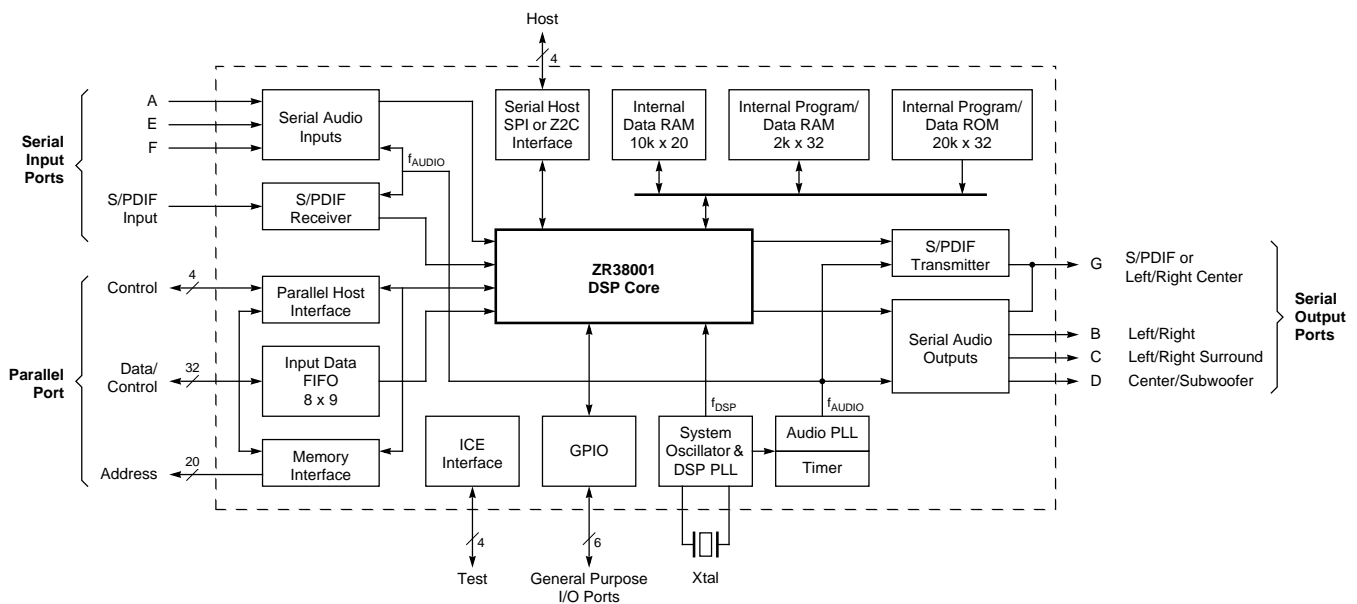 Host
4
A
E
F
Serial
Input
Ports
S/PDIF
Input
Serial Audio
Inputs
fAUDIO
S/PDIF
Receiver
Serial Host
SPI or Z2C
Interface
Internal
Data RAM
10k x 20
Internal Program/
Data RAM
2k x 32
Internal Program/
Data ROM
20k x 32
ZR38001
DSP Core
S/PDIF
Transmitter
G
S/PDIF or
Left/Right Center
Serial Audio
Outputs
B
Left/Right
C
Left/Right Surround
D
Center/Subwoofer
Serial
Output
Ports
Parallel
Port
Control
4
Parallel Host
Interface
Data/
Control
32
Input Data
FIFO
8 x 9
Address
20
Memory
Interface
ICE
Interface
GPIO
fDSP
System
Oscillator &
DSP PLL
fAUDIO
Audio PLL
Timer
4
Test
6
General Purpose
I/O Ports
Xtal